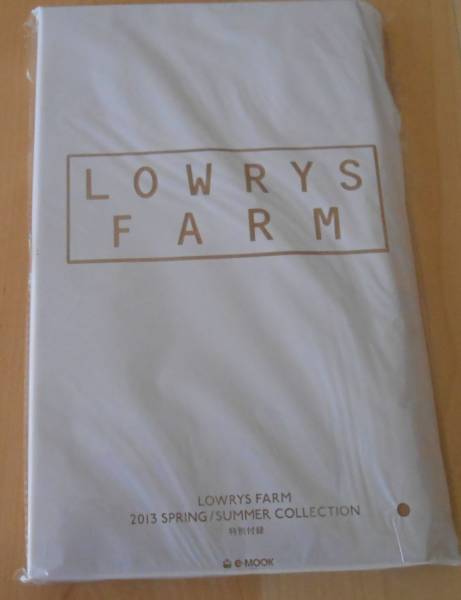 LOWRYS
FARM
LOWRYS FARM
2013 SPRING/SUMMER COLLECTION
特別付録
e-MOOK